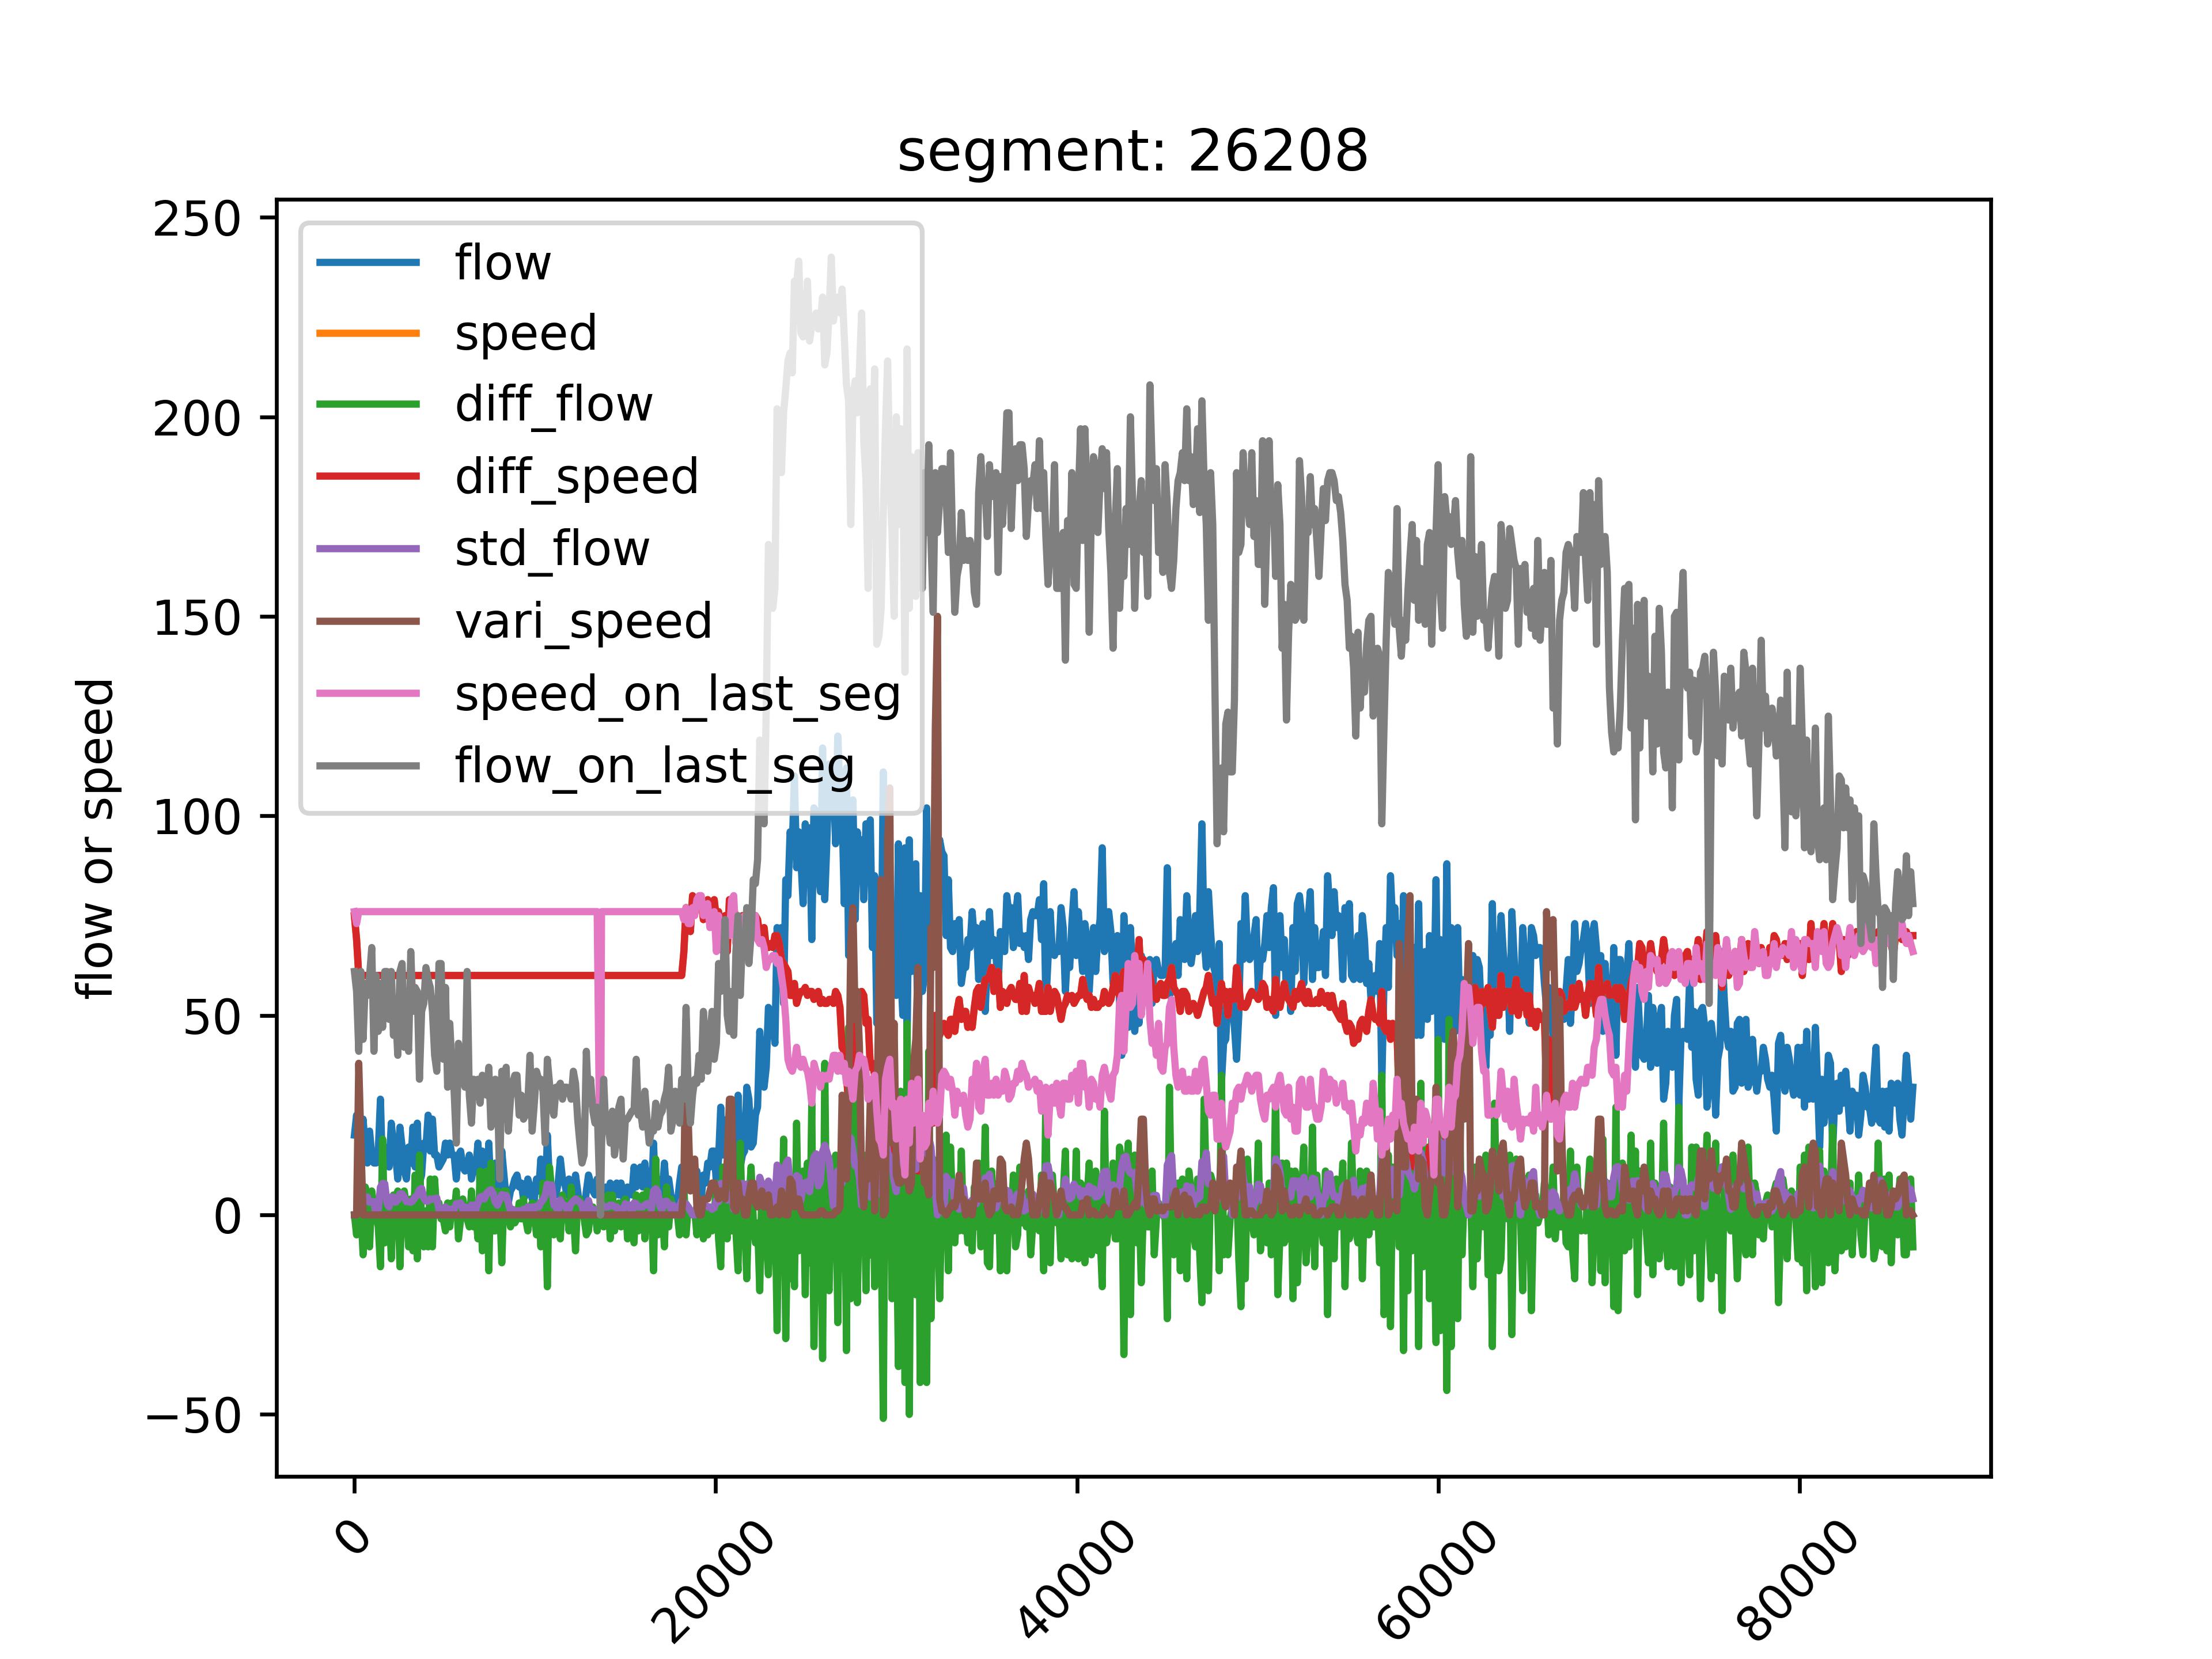 segment: 26208
250
200
150
100
50
0
−50
flow or speed
flow
speed
diff_flow
diff_speed
std_flow
vari_speed
speed_on_last_seg
flow_on_last_seg
0
20000
40000
60000
80000